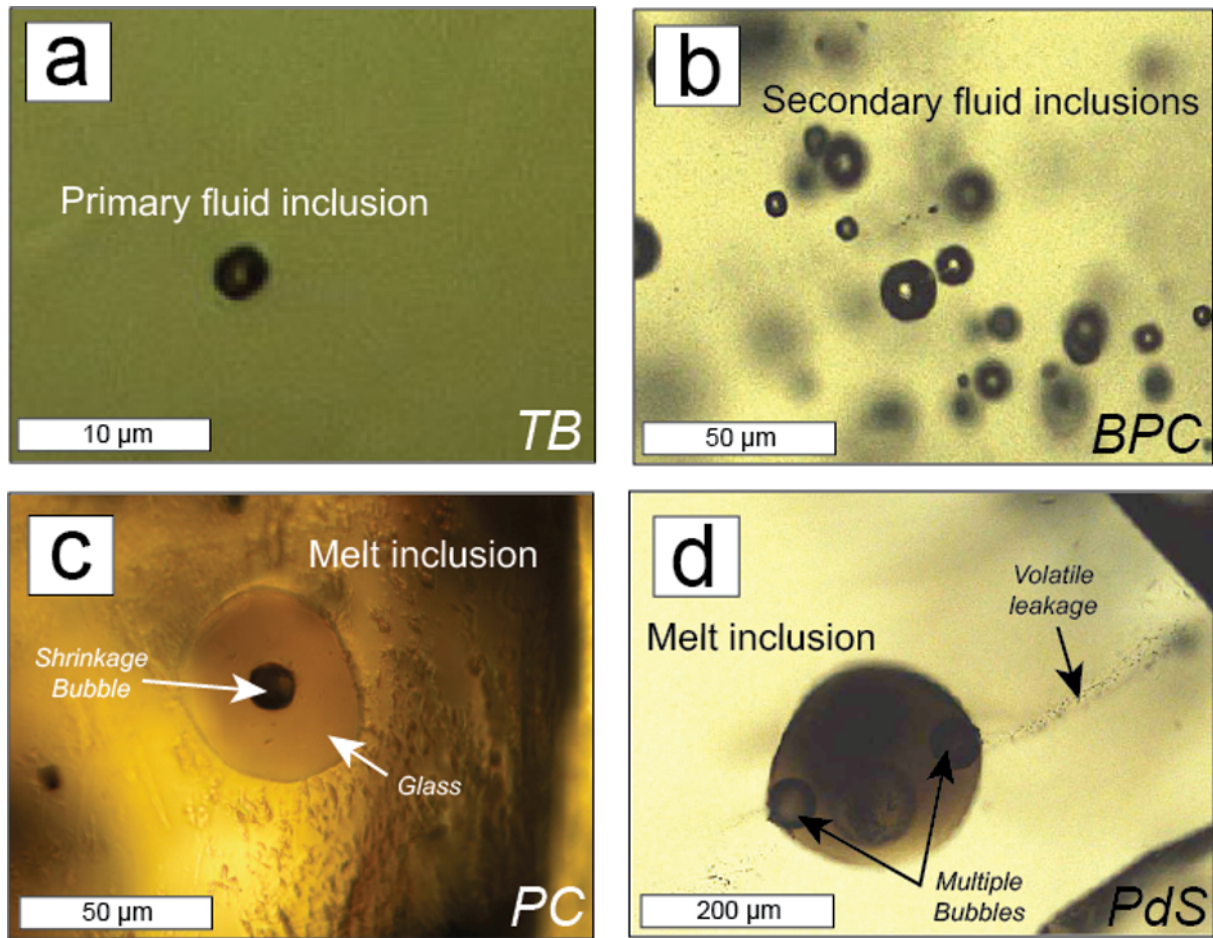 a
Primary fluid inclusion
10 µm
TB
b
Secondary fluid inclusions
50 µm
BPC
c
Melt inclusion
Shrinkage
Bubble
Glass
50 µm
PC
d
Volatile
leakage
Melt inclusion
Multiple
Bubbles
200 µm
PdS